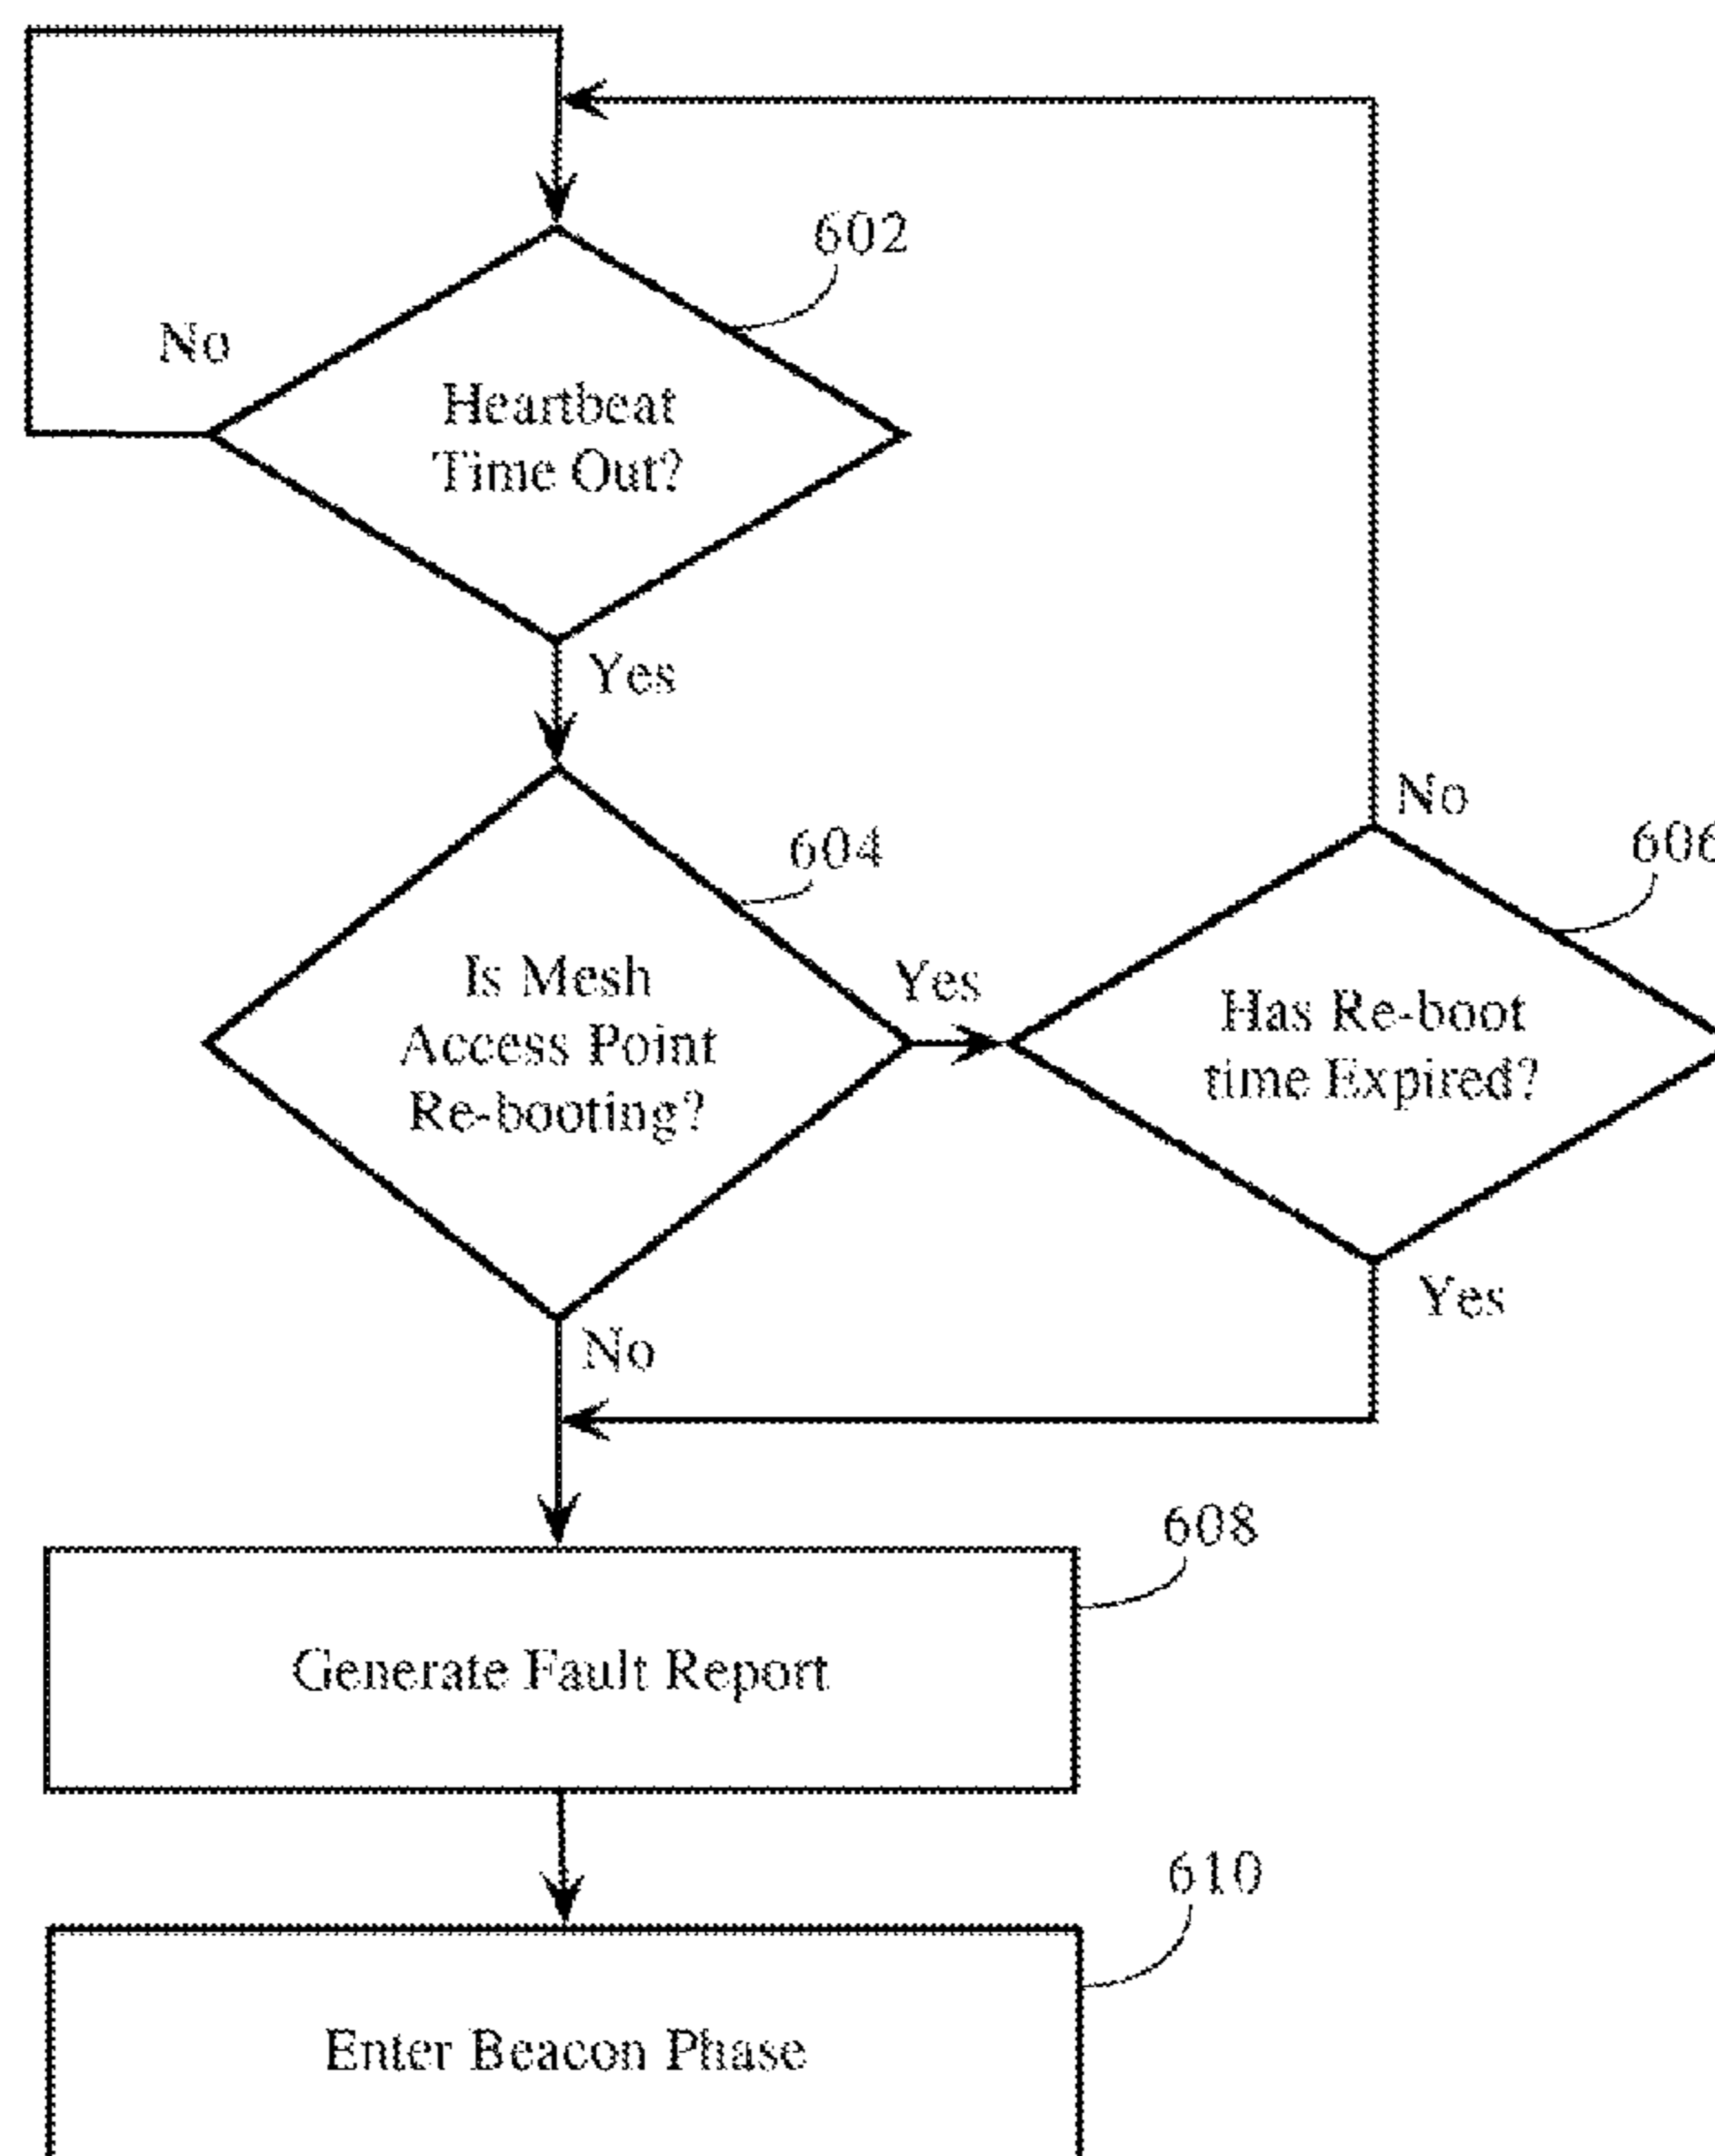 602
No
Heartbeat
Time Out?
Yes
No
604
606
Is Mesh
Access Point
Re-booting?
Yes
Has Re-boot
time Expired?
Yes
No
608
Generate Fault Report
610
Enter Beacon Phase